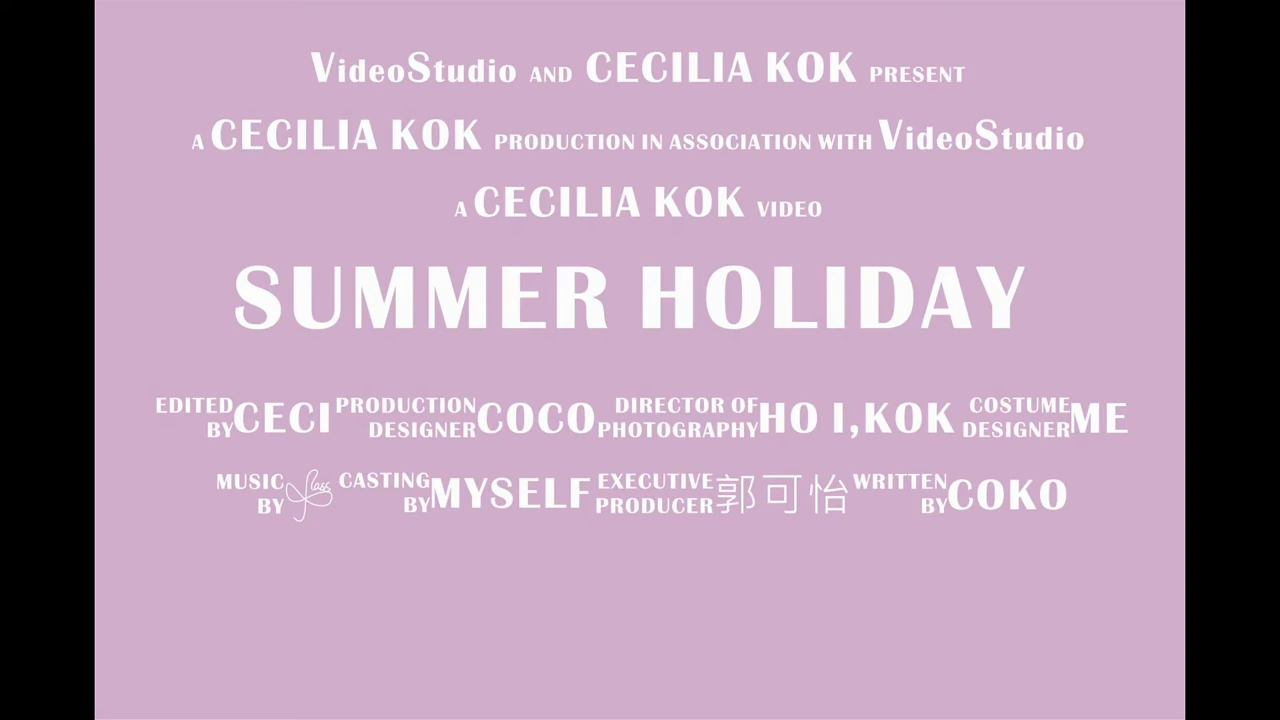 VideoStudio AND CECILIA KOK PRESENT
A CECILIA KOK PRODUCTION IN ASSOCIATION WITH VideoStudio
A CECILIA KOK VIDEO
SUMMER HOLIDAY
EDITED BY CECI PRODUCTION DESIGNER COCO DIRECTOR OF PHOTOGRAPHY HO I,KOK COSTUME DESIGNER ME
MUSIC BY CASTING BY MYSELF EXECUTIVE PRODUCER 郭可怡 WRITTEN BY COKO